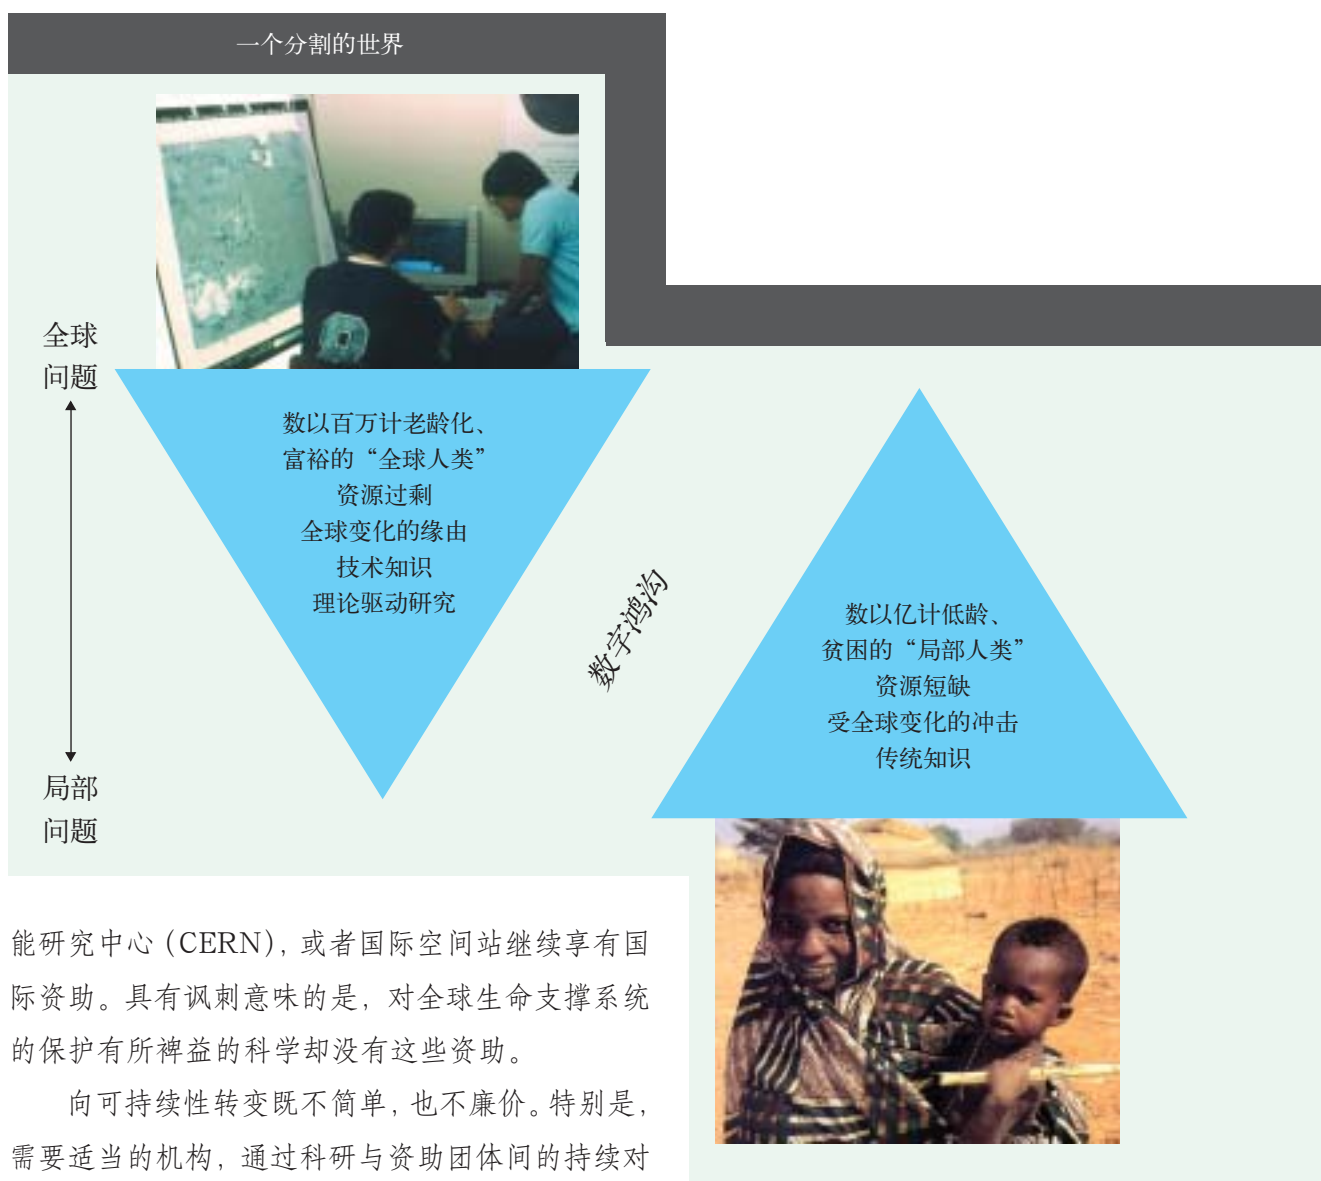 一个分割的世界
全球
问题
数以百万计老龄化、
富裕的“全球人类”
资源过剩
全球变化的缘由
技术知识
理论驱动研究
数字鸿沟
数以亿计低龄、
贫困的“局部人类”
资源短缺
受全球变化的冲击
传统知识
局部
问题
能研究中心（CERN），或者国际空间站继续享有国
际资助。具有讽刺意味的是，对全球生命支撑系统
的保护有所裨益的科学却没有这些资助。
向可持续性转变既不简单，也不廉价。特别是，
需要适当的机构，通过科研与资助团体间的持续对